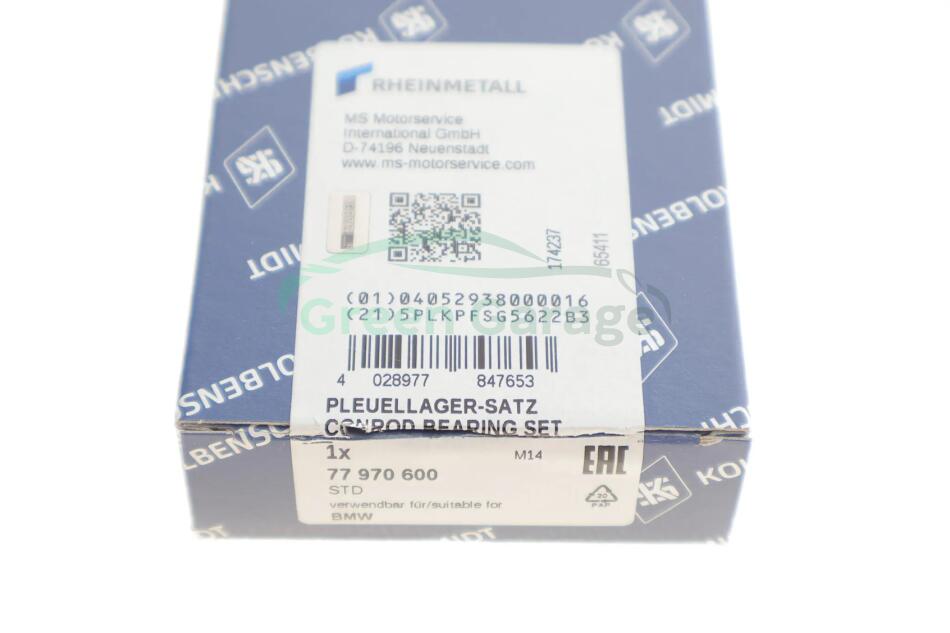 KOLBENSCHMIDT
RHEINMETALL
MS Motorservice
International GmbH
D-74196 Neuenstadt
www.ms-motorservice.com
174237
65411
(01)04052938000016
(21)5PLKPFSG5622B3
Green Garage
4 028977 847653
PLEUELLAGER-SATZ
CONROD BEARING SET
1x
M14
EAC
77 970 600
STD
20
PAP
verwendbar für/suitable for
BMW